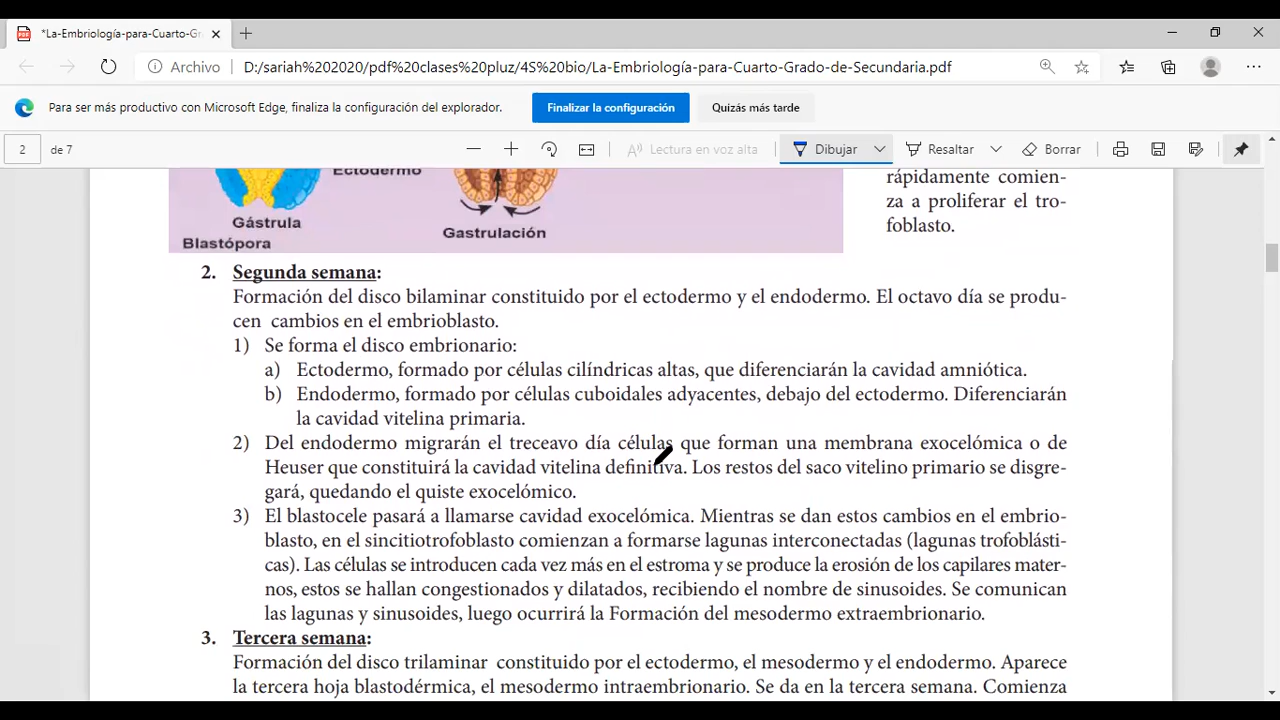 *La-Embriología-para-Cuarto-Gr
Archivo
D:/sariah%202020/pdf%20clases%20pluz/4S%20bio/La-Embriología-para-Cuarto-Grado-de-Secundaria.pdf
Para ser más productivo con Microsoft Edge, finaliza la configuración del explorador.
Finalizar la configuración
Quizás más tarde
2 de 7
Lectura en voz alta
Dibujar
Resaltar
Borrar
Ectodermo
Gástrula
Blastópora
Gastrulación
rápidamente comien-
za a proliferar el tro-
foblasto.
2. Segunda semana:
Formación del disco bilaminar constituido por el ectodermo y el endodermo. El octavo día se produ-
cen cambios en el embrioblasto.
1) Se forma el disco embrionario:
a) Ectodermo, formado por células cilíndricas altas, que diferenciarán la cavidad amniótica.
b) Endodermo, formado por células cuboidales adyacentes, debajo del ectodermo. Diferenciarán
la cavidad vitelina primaria.
2) Del endodermo migrarán el treceavo día células que forman una membrana exocelómica o de
Heuser que constituirá la cavidad vitelina definitiva. Los restos del saco vitelino primario se disgre-
gará, quedando el quiste exocelómico.
3) El blastocele pasará a llamarse cavidad exocelómica. Mientras se dan estos cambios en el embrio-
blasto, en el sincitiotrofoblasto comienzan a formarse lagunas interconectadas (lagunas trofoblásti-
cas). Las células se introducen cada vez más en el estroma y se produce la erosión de los capilares mater-
nos, estos se hallan congestionados y dilatados, recibiendo el nombre de sinusoides. Se comunican
las lagunas y sinusoides, luego ocurrirá la Formación del mesodermo extraembrionario.
3. Tercera semana:
Formación del disco trilaminar constituido por el ectodermo, el mesodermo y el endodermo. Aparece
la tercera hoja blastodérmica, el mesodermo intraembrionario. Se da en la tercera semana. Comienza